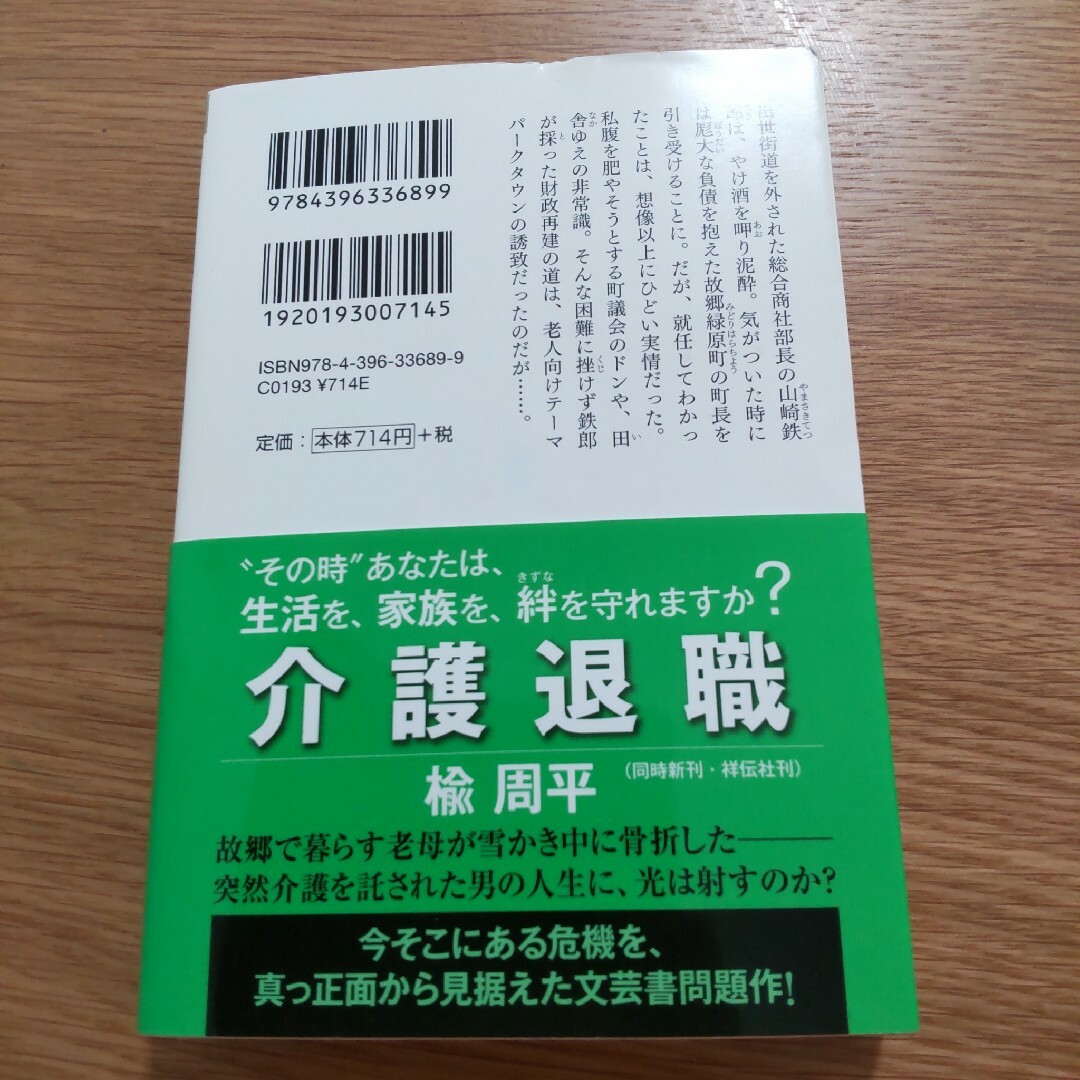 出世街道を外された総合商社部長の山崎鉄
郎は、やけ酒を呷り泥酔。気がついた時に
は厖大な負債を抱えた故郷緑原町の町長を
引き受けることに。だが、就任してわかっ
たことは、想像以上にひどい実情だった。
私腹を肥やそうとする町議会のドンや、田
舎ゆえの非常識。そんな困難に挫けず鉄郎
が採った財政再建の道は、老人向けテーマ
パークタウンの誘致だったのだが……。
9784396336899
1920193007145
ISBN978-4-396-33689-9
C0193 ¥714E
定価：本体714円+税
〝その時〟あなたは、
生活を、家族を、絆を守れますか?
介護退職
楡 周平
（同時新刊・祥伝社刊）
故郷で暮らす老母が雪かき中に骨折した――
突然介護を託された男の人生に、光は射すのか?
今そこにある危機を、
真っ正面から見据えた文芸書問題作!